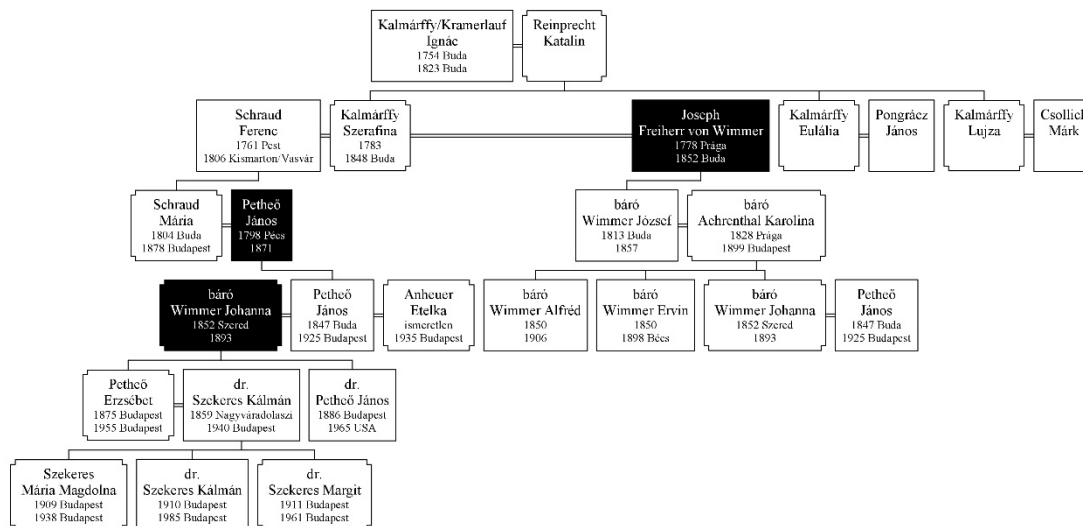 Kalmárffy/Kramerlauf
Ignác
1754 Buda
1823 Buda
Reinprecht
Katalin
Schraud
Ferenc
1761 Pest
1806 Kismarton/Vasvár
Kalmárffy
Szerafina
1783
1848 Buda
Joseph
Freiherr von Wimmer
1778 Prága
1852 Buda
Kalmárffy
Eulália
Pongrácz
János
Kalmárffy
Lujza
Csollich
Márk
Schraud
Mária
1804 Buda
1878 Budapest
Petheő
János
1798 Pécs
1871
báró
Wimmer József
1813 Buda
1857
báró
Aehrenthal Karolina
1828 Prága
1899 Budapest
báró
Wimmer Johanna
1852 Szered
1893
Petheő
János
1847 Buda
1925 Budapest
Anheuer
Etelka
ismeretlen
1935 Budapest
báró
Wimmer Alfréd
1850
1906
báró
Wimmer Ervin
1850
1898 Bécs
báró
Wimmer Johanna
1852 Szered
1893
Petheő
János
1847 Buda
1925 Budapest
Petheő
Erzsébet
1875 Budapest
1955 Budapest
dr.
Szekeres Kálmán
1859 Nagyváradolaszi
1940 Budapest
dr.
Petheő János
1886 Budapest
1965 USA
Szekeres
Mária Magdolna
1909 Budapest
1938 Budapest
dr.
Szekeres Kálmán
1910 Budapest
1985 Budapest
dr.
Szekeres Margit
1911 Budapest
1961 Budapest